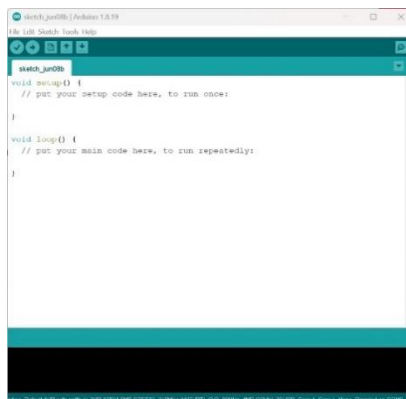 sketch_jun08b | Arduino 1.8.19
File Edit Sketch Tools Help
sketch_jun08b
void setup() {
// put your setup code here, to run once:
}
void loop() {
// put your main code here, to run repeatedly:
}